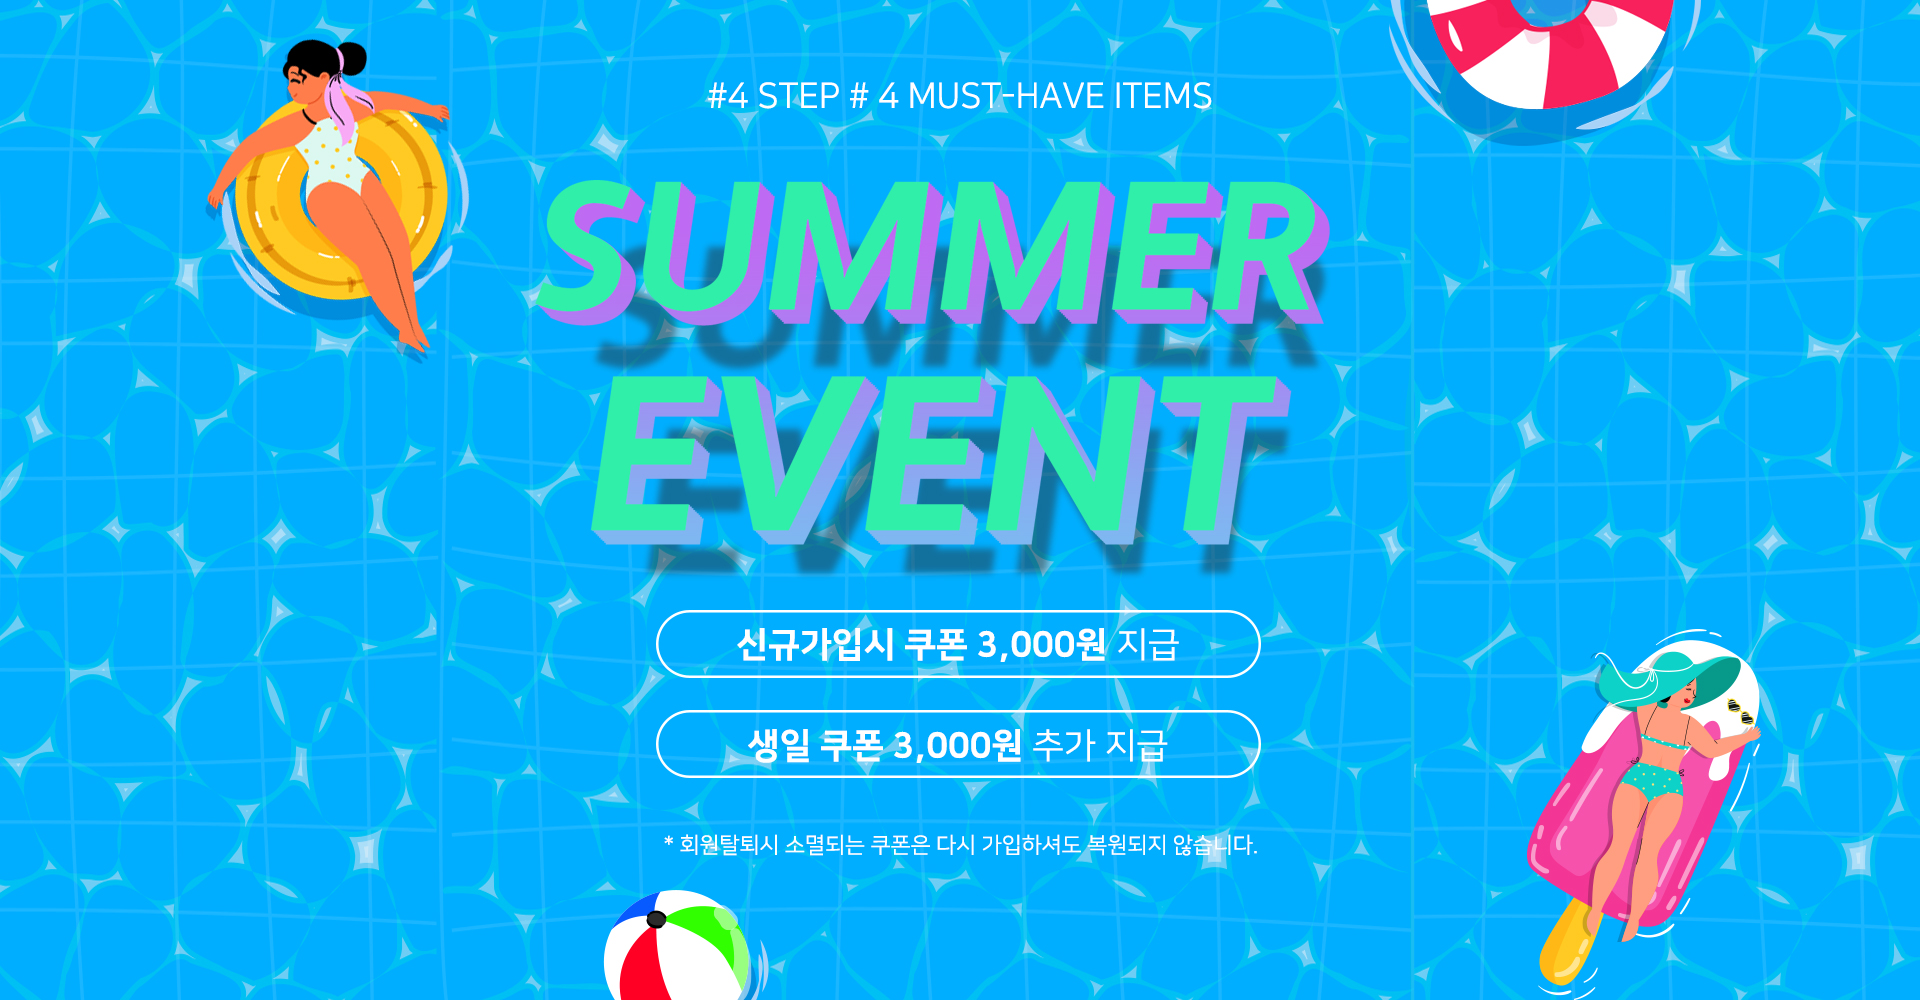 #4 STEP # 4 MUST-HAVE ITEMS
SUMMER
EVENT
신규가입시 쿠폰 3,000원 지급
생일 쿠폰 3,000원 추가 지급
* 회원탈퇴시 소멸되는 쿠폰은 다시 가입하셔도 복원되지 않습니다.